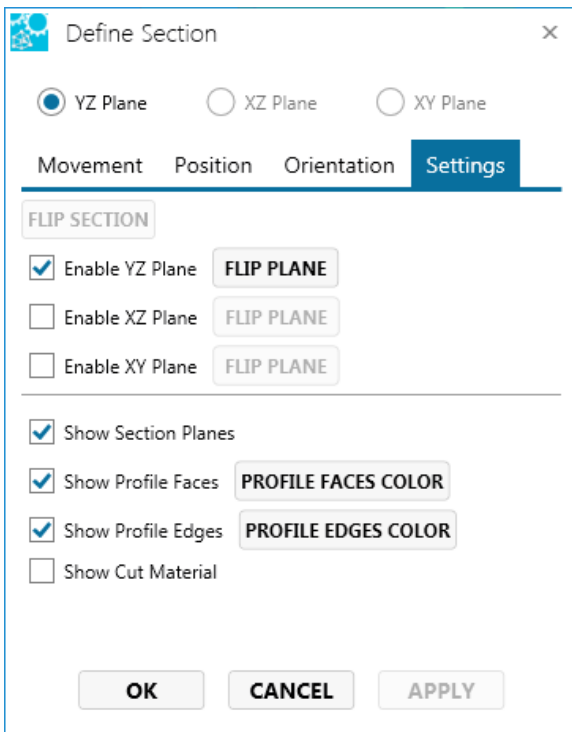 Define Section
YZ Plane XZ Plane XY Plane
Movement Position Orientation Settings
FLIP SECTION
Enable YZ Plane FLIP PLANE
Enable XZ Plane FLIP PLANE
Enable XY Plane FLIP PLANE
Show Section Planes
Show Profile Faces PROFILE FACES COLOR
Show Profile Edges PROFILE EDGES COLOR
Show Cut Material
OK CANCEL APPLY